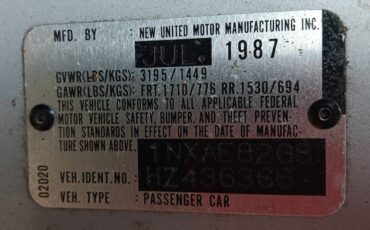 MFD. BY : NEW UNITED MOTOR MANUFACTURING INC.
JUL. 1987
GVWR(LBS/KGS): 3195/1449
GAWR(LBS/KGS): FRT. 1710/776 RR. 1530/694
THIS VEHICLE CONFORMS TO ALL APPLICABLE FEDERAL
MOTOR VEHICLE SAFETY, BUMPER, AND THEFT PREVEN-
TION STANDARDS IN EFFECT ON THE DATE OF MANUFAC-
TURE SHOWN ABOVE.
1NXAE82G8
VEH. IDENT. NO. : HZ436366
VEH. TYPE : PASSENGER CAR
02020